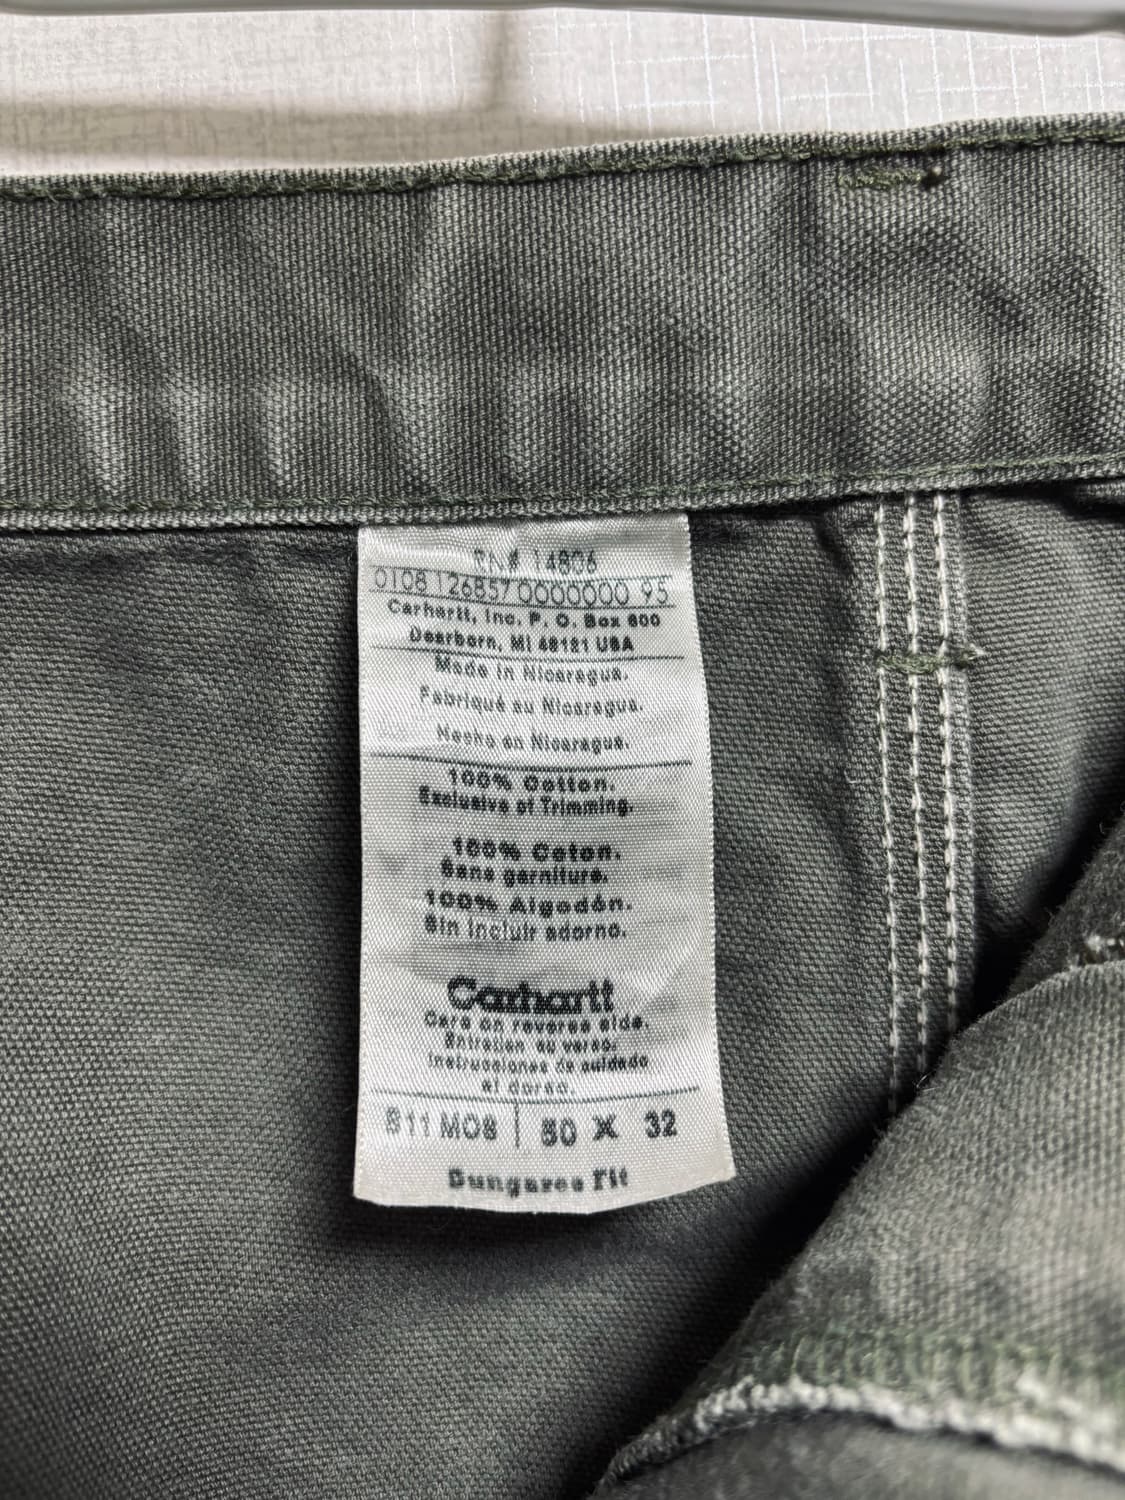 RN# 14806
0108 126857 0000000 95
Carhartt, Inc. P. O. Box 600
Dearborn, MI 48121 USA
Made in Nicaragua.
Fabriqué au Nicaragua.
Hecho en Nicaragua.
100% Cotton.
Exclusive of Trimming.
100% Coton.
Sans garniture.
100% Algodón.
Sin incluir adorno.
Carhartt
Care on reverse side.
Entretien au verso.
Instrucciones de cuidado
al dorso.
B11 MOS | 50 X 32
Dungaree Fit